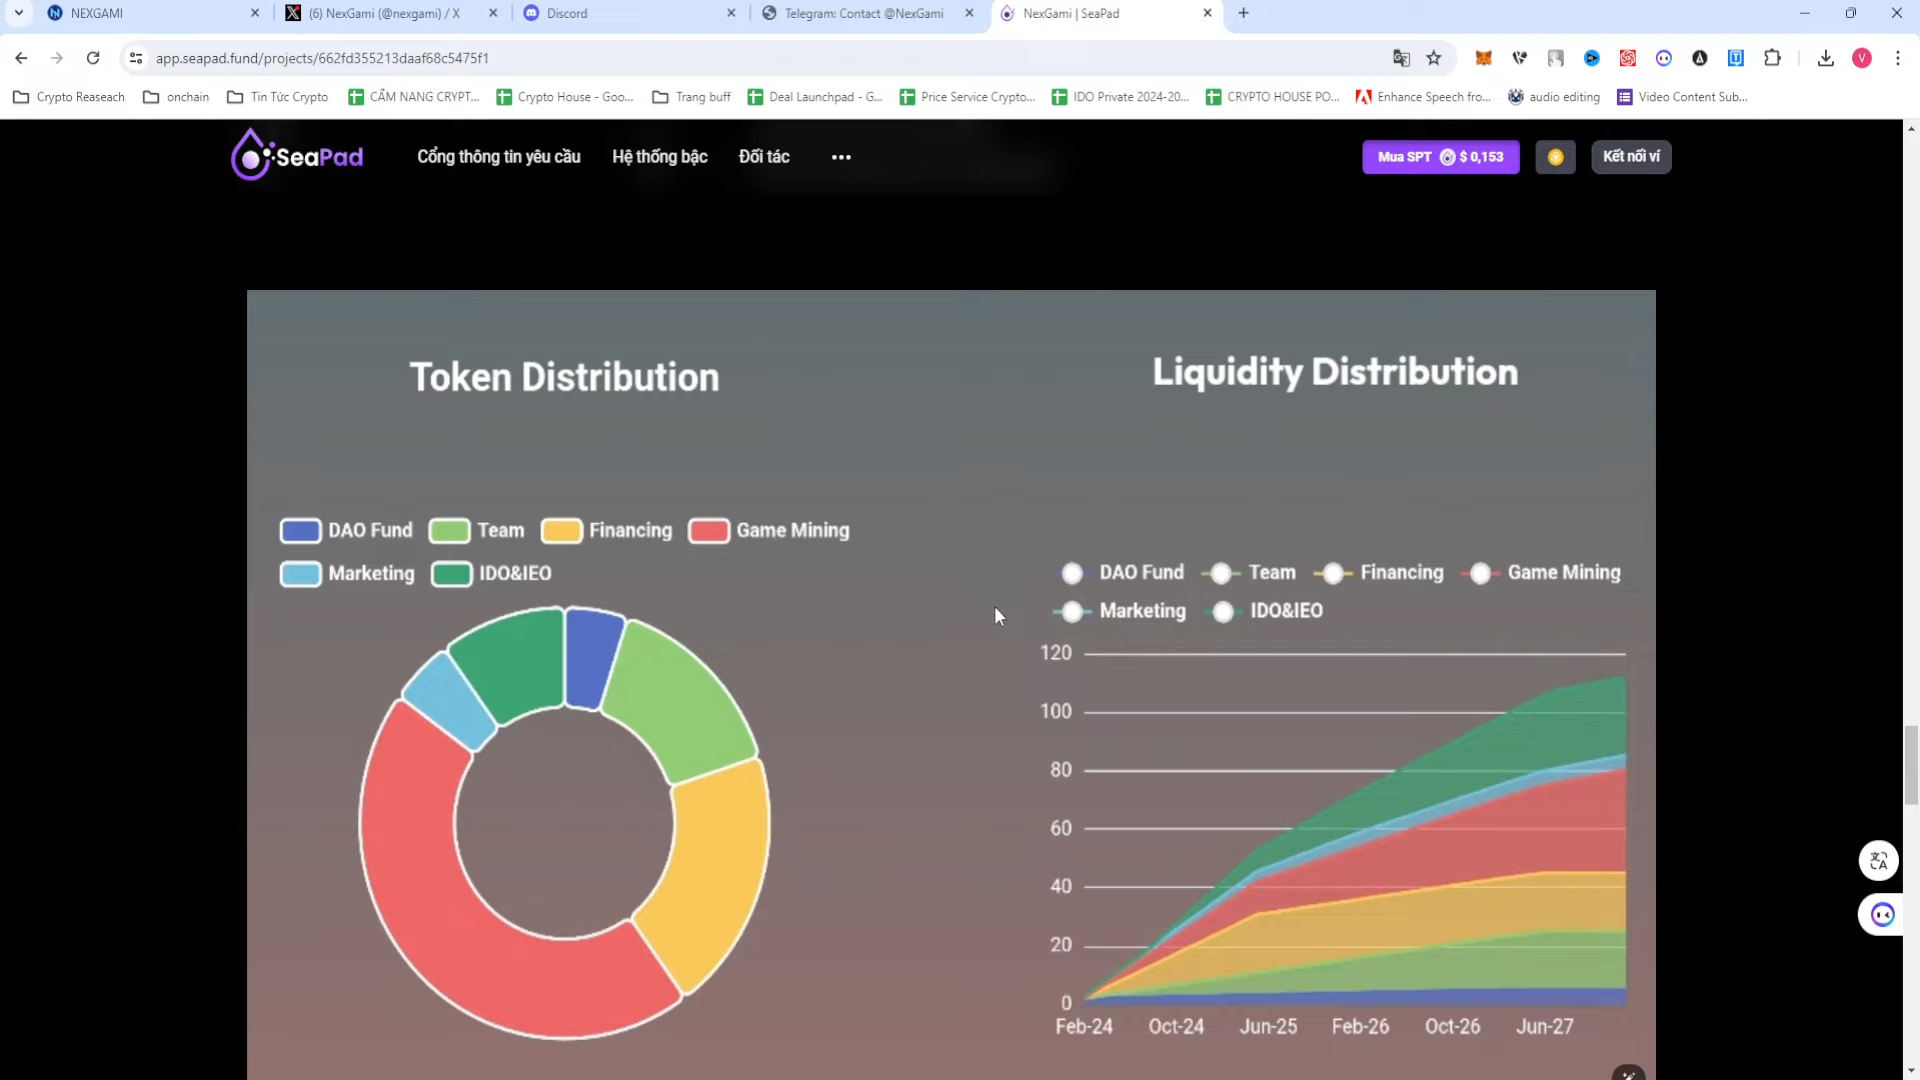 NEXGAMI
(6) NexGami (@nexgami) / X
Discord
Telegram: Contact @NexGami
NexGami | SeaPad
app.seapad.fund/projects/662fd355213daaf68c5475f1
V
Crypto Reaseach
onchain
Tin Tức Crypto
CẨM NANG CRYPT...
Crypto House - Goo...
Trang buff
Deal Launchpad - G...
Price Service Crypto...
IDO Private 2024-20...
CRYPTO HOUSE PO...
Enhance Speech fro...
audio editing
Video Content Sub...
SeaPad
Cổng thông tin yêu cầu
Hệ thống bậc
Đối tác
Mua SPT $ 0,153
Kết nối ví
Token Distribution
DAO Fund Team Financing Game Mining
Marketing IDO&IEO
Liquidity Distribution
DAO Fund Team Financing Game Mining
Marketing IDO&IEO
120
100
80
60
40
20
0
Feb-24 Oct-24 Jun-25 Feb-26 Oct-26 Jun-27